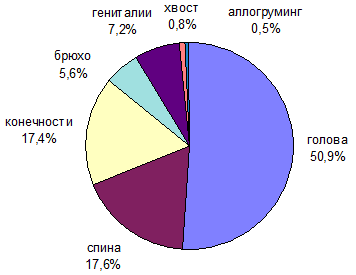 хвост
0,8%
аллогруминг
0,5%
гениталии
7,2%
брюхо
5,6%
конечности
17,4%
голова
50,9%
спина
17,6%